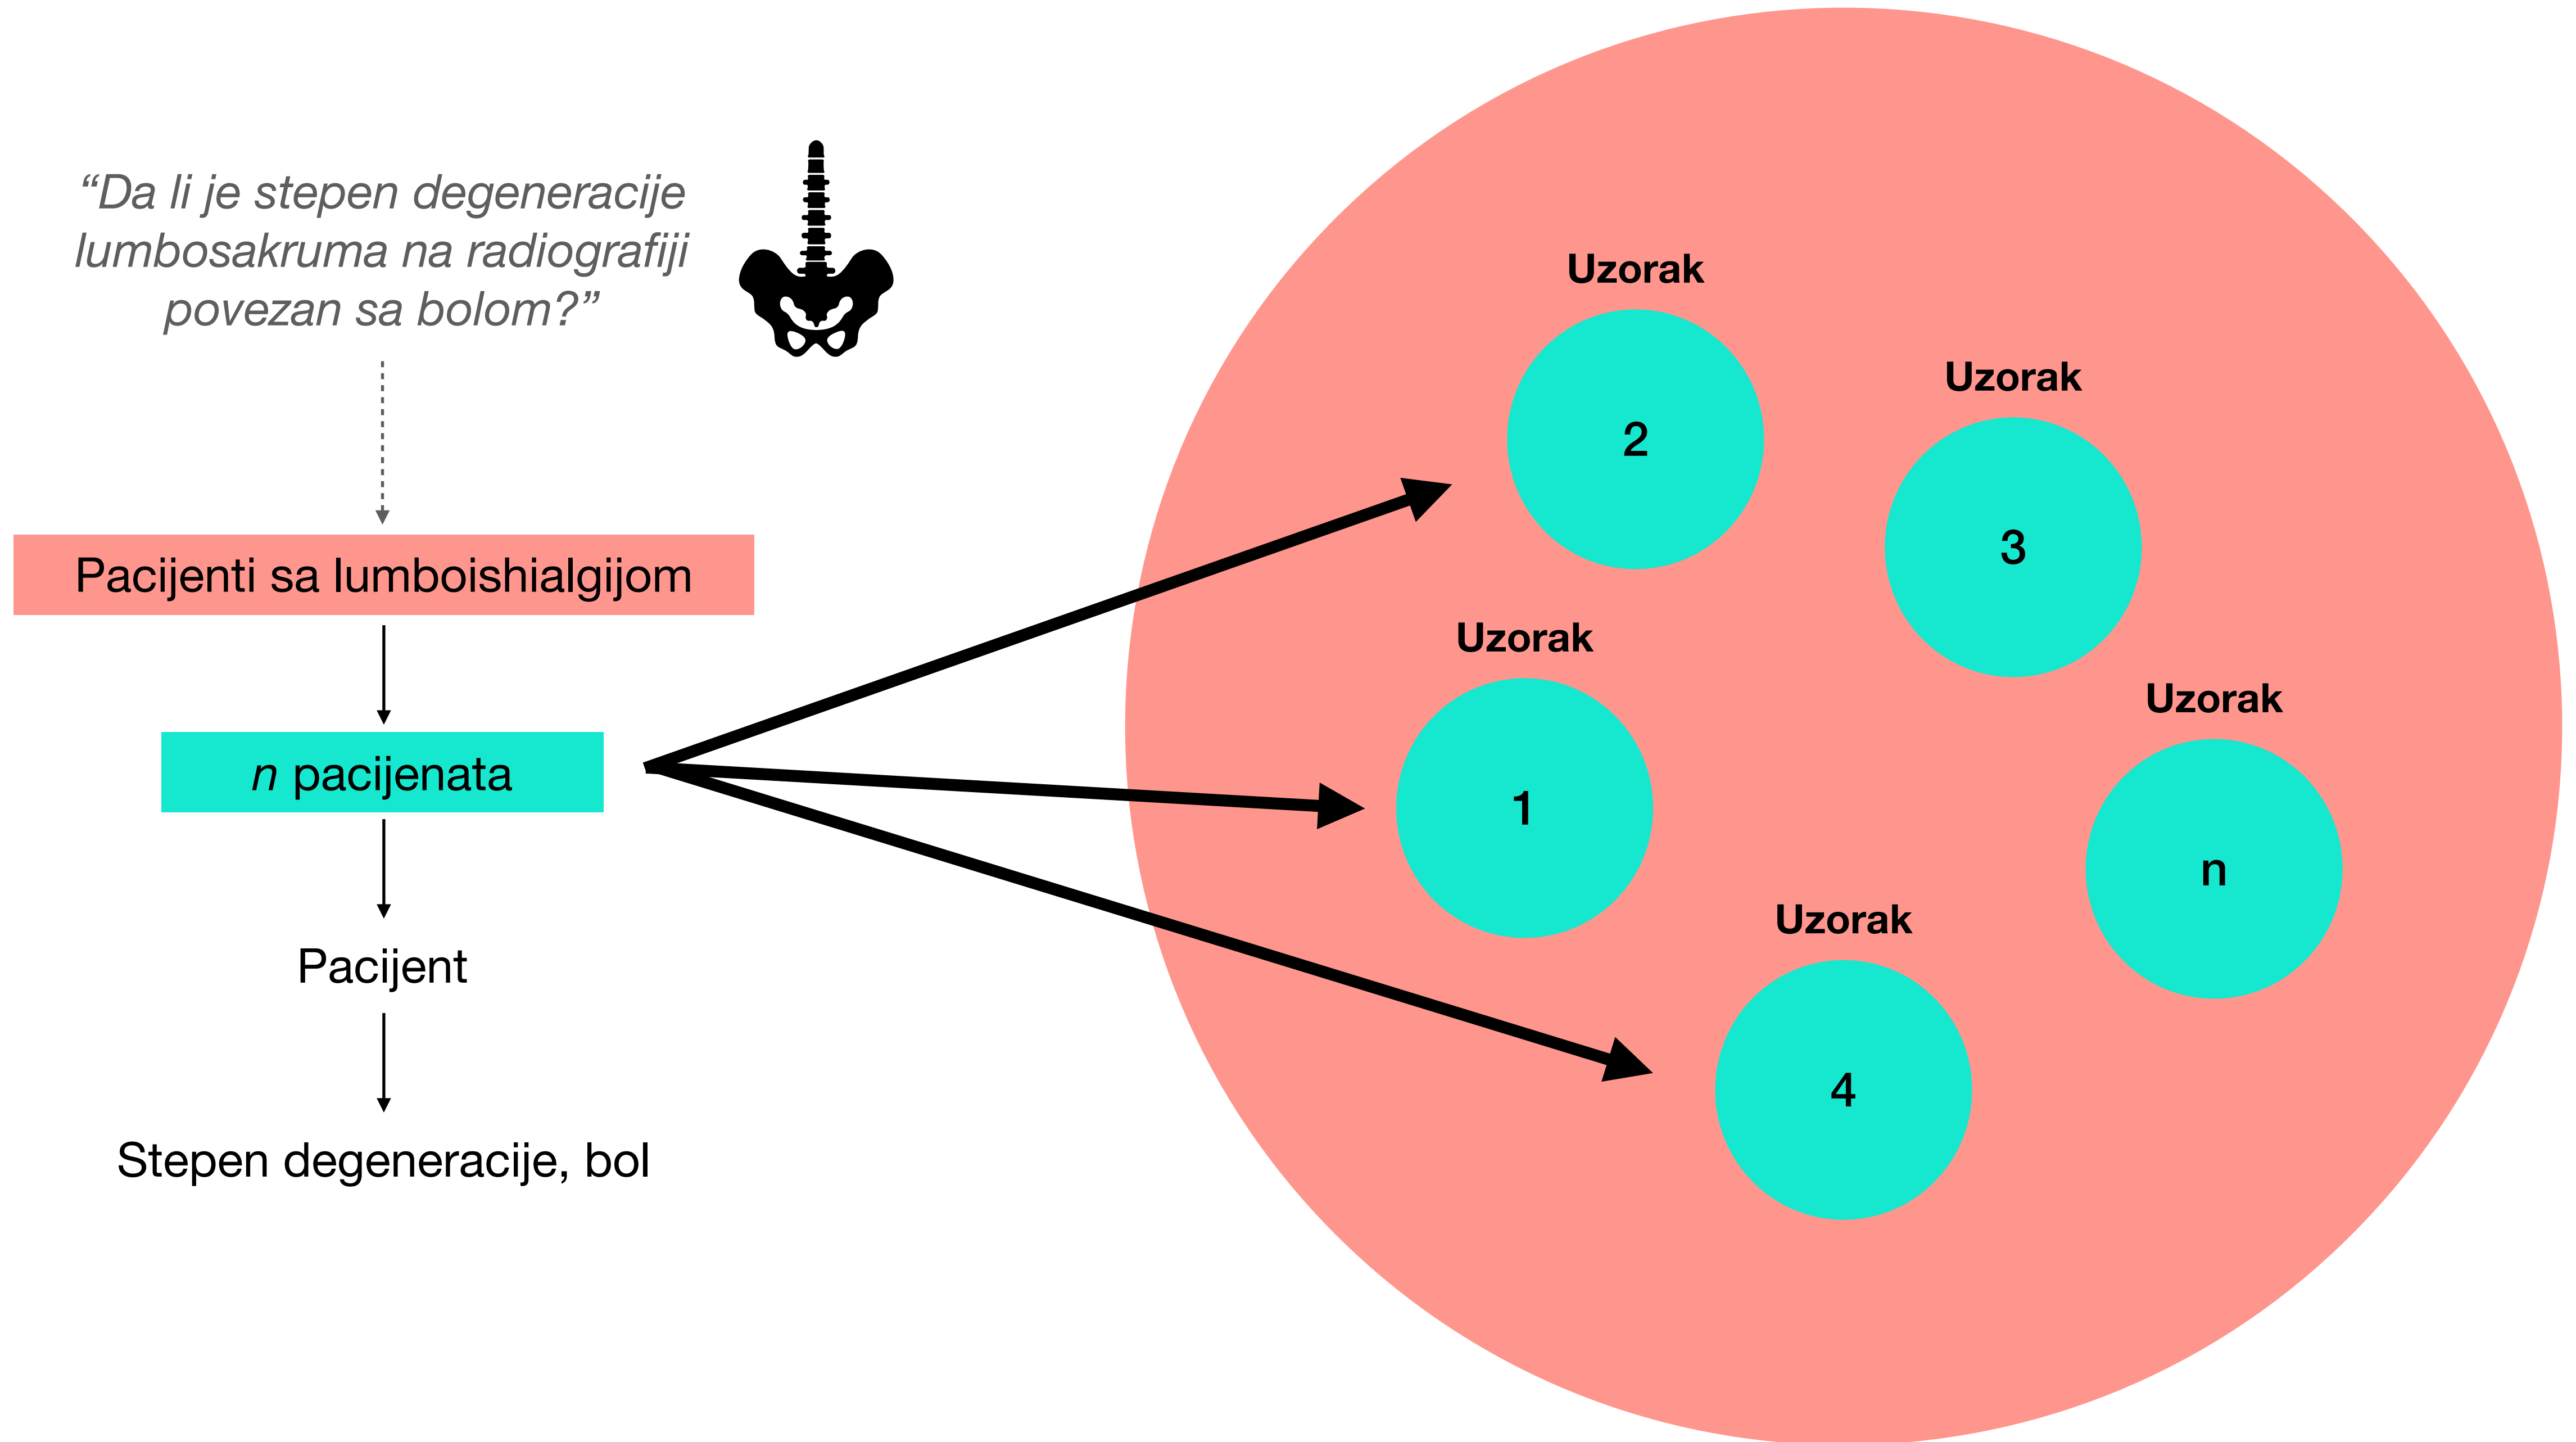 “Da li je stepen degeneracije
lumbosakruma na radiografiji
povezan sa bolom?”
Pacijenti sa lumboishialgijom
n pacijenata
Pacijent
Stepen degeneracije, bol
Uzorak
2
Uzorak
3
Uzorak
1
Uzorak
n
Uzorak
4